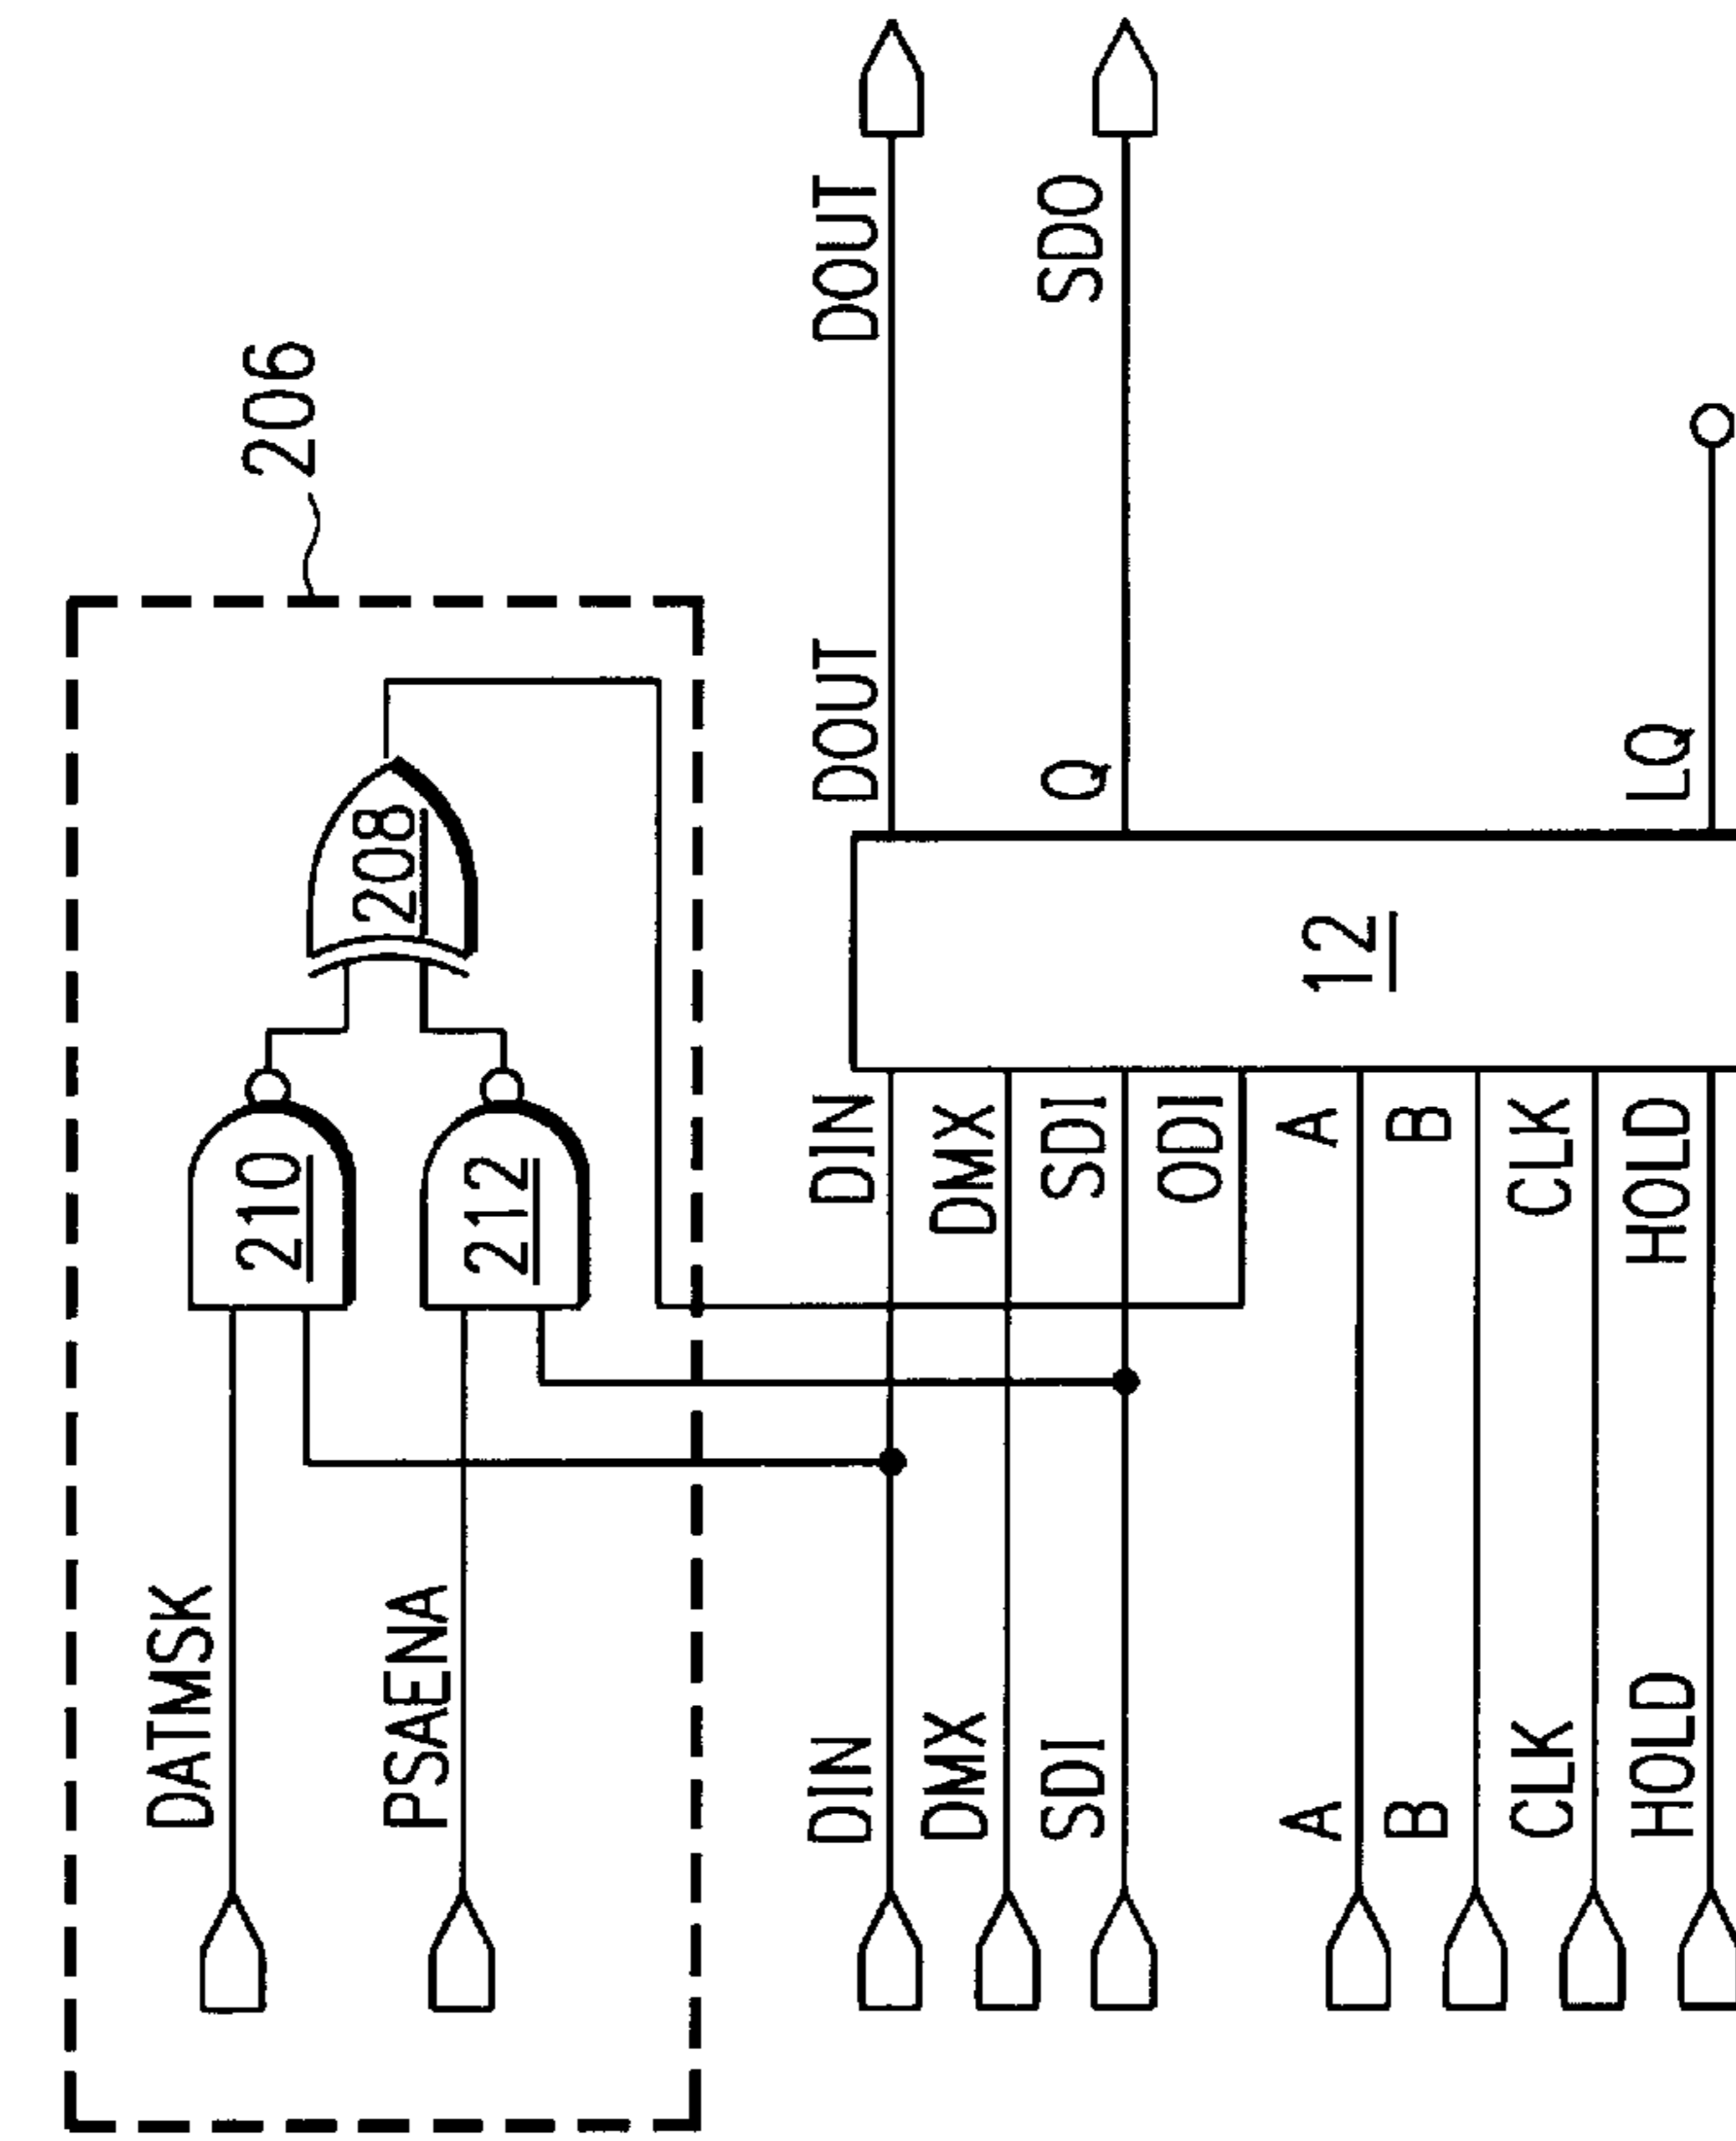 206
DATMSK
210
208
PSAENA
212
DIN
DIN
DOUT
DOUT
DMX
DMX
SDI
SDI
Q
SDO
ODI
12
A
A
B
B
CLK
CLK
HOLD
HOLD
LQ